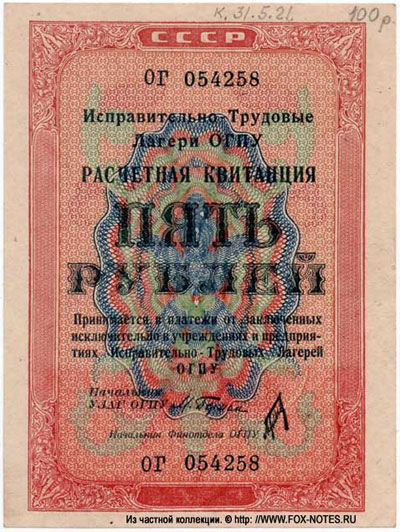 к. 31.5.21. 100 р.
СССР
ОГ 054258
Исправительно-Трудовые
Лагери ОГПУ
РАСЧЕТНАЯ КВИТАНЦИЯ
ПЯТЬ
РУБЛЕЙ
Принимается в платежи от заключенных
исключительно в учреждениях и предприя-
тиях Исправительно-Трудовых Лагерей
ОГПУ
Начальник
УЛАГ ОГПУ
Начальник Финотдела ОГПУ
ОГ 054258
Из частной коллекции. © http://WWW.FOX-NOTES.RU